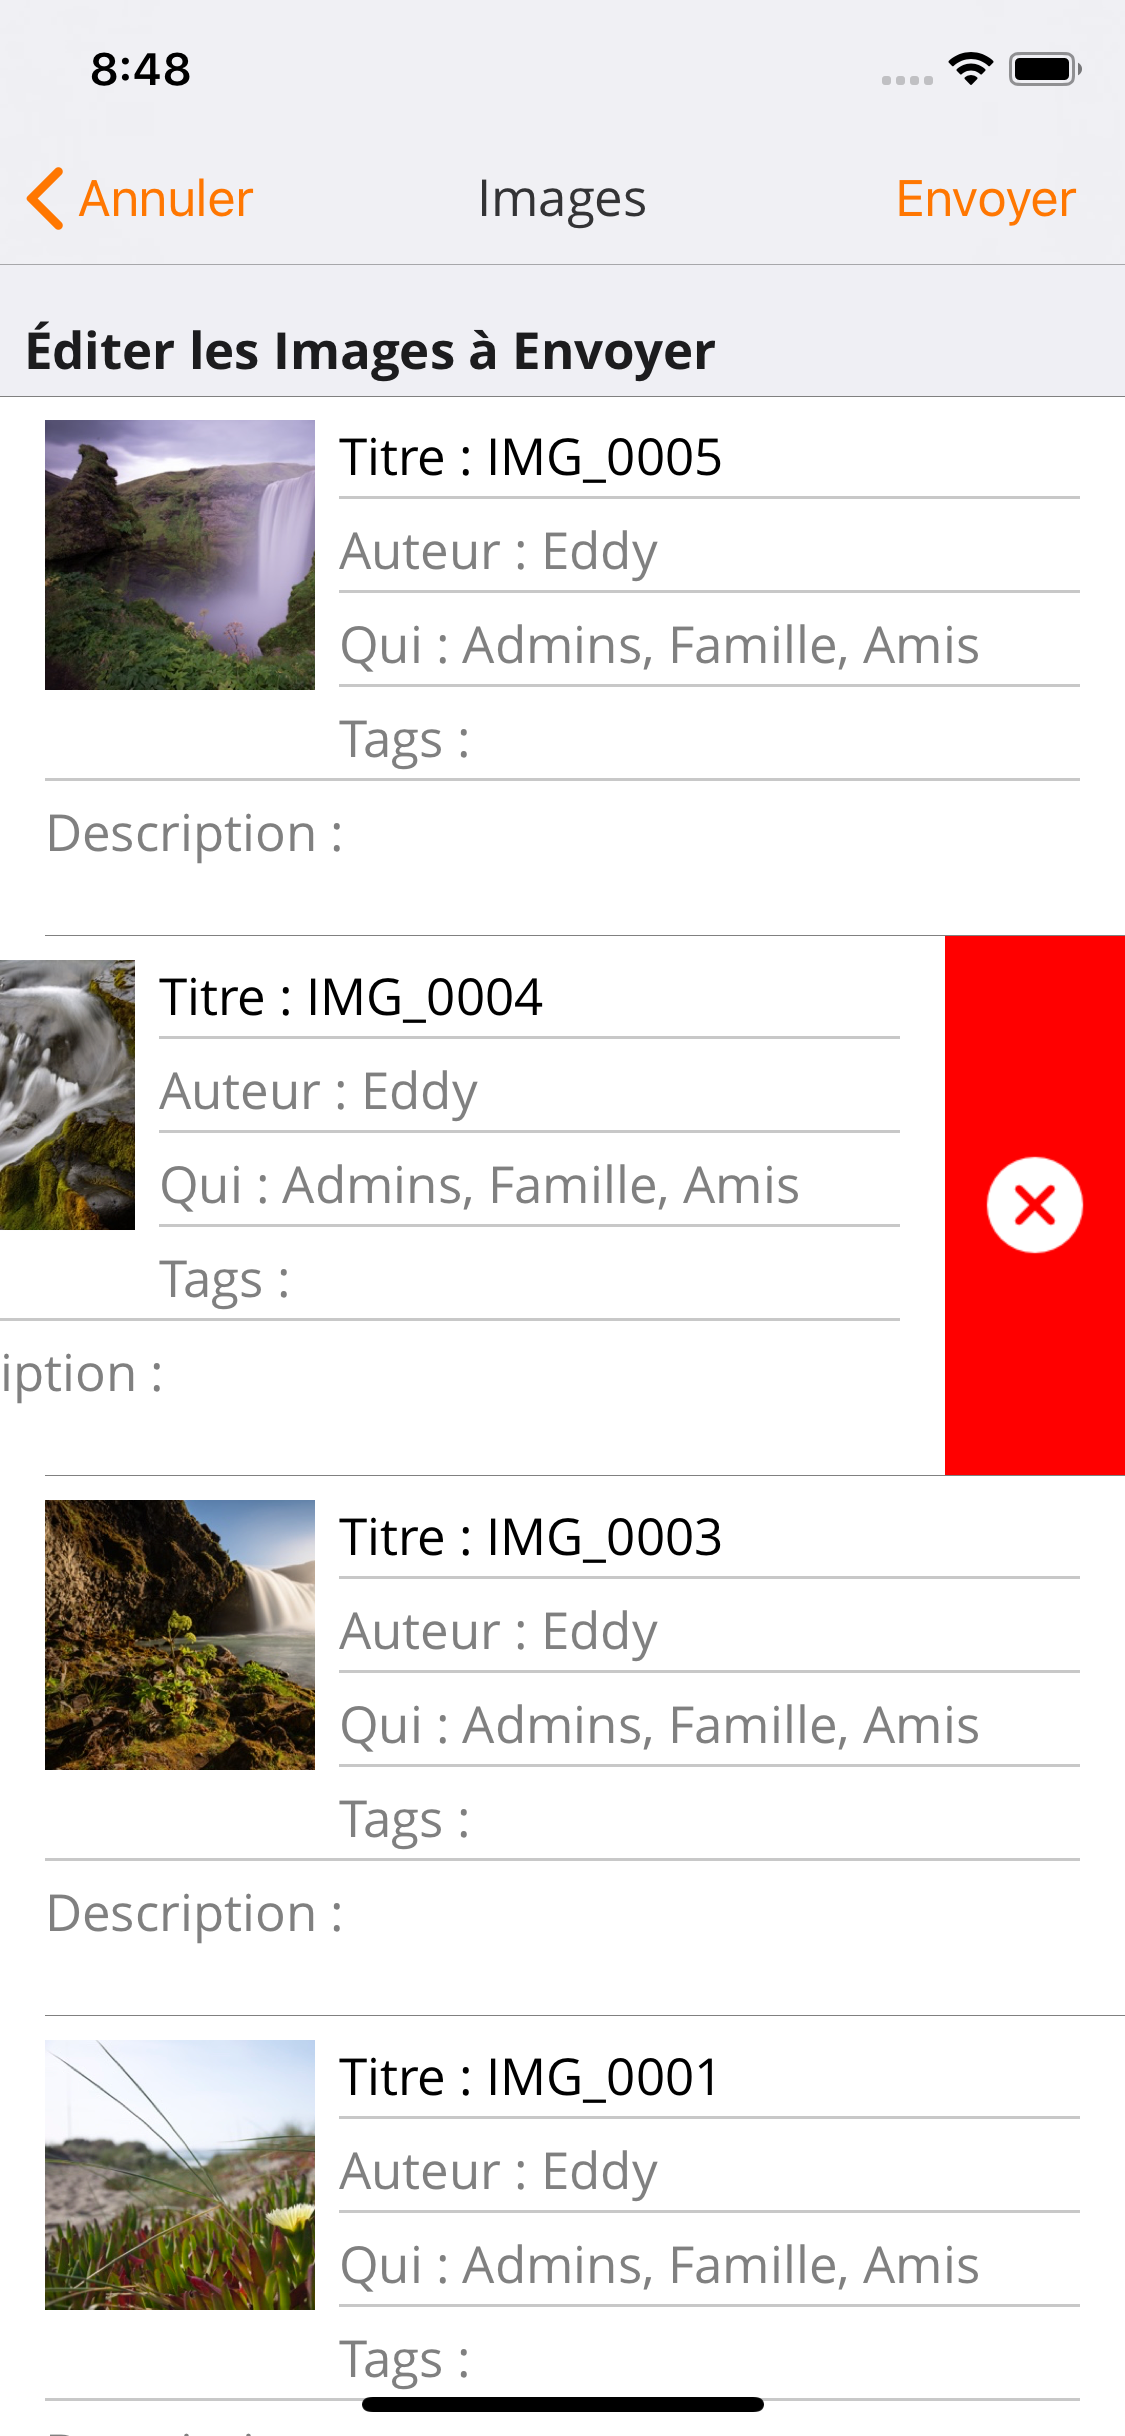 8:48
Annuler
Images
Envoyer
Éditer les Images à Envoyer
Titre : IMG_0005
Auteur : Eddy
Qui : Admins, Famille, Amis
Tags :
Description :
Titre : IMG_0004
Auteur : Eddy
Qui : Admins, Famille, Amis
Tags :
iption :
Titre : IMG_0003
Auteur : Eddy
Qui : Admins, Famille, Amis
Tags :
Description :
Titre : IMG_0001
Auteur : Eddy
Qui : Admins, Famille, Amis
Tags :